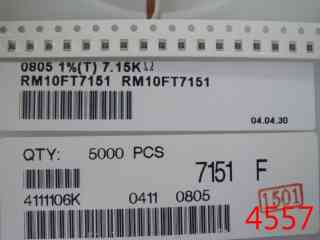 0805 1%(T) 7.15KΩ
RM10FT7151 RM10FT7151
04.04.30
QTY: 5000 PCS
7151 F
4111106K 0411 0805
1501
4557